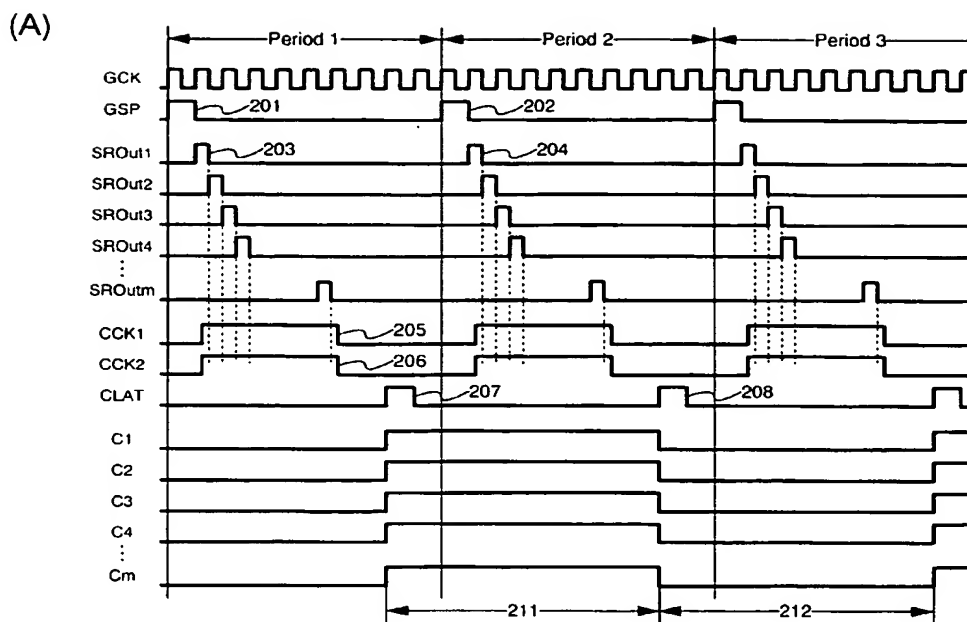 (A)
Period 1 Period 2 Period 3
GCK
GSP 201 202
SROut1 203 204
SROut2
SROut3
SROut4
⋮
SROutm
CCK1 205
CCK2 206
CLAT 207 208
C1
C2
C3
C4
⋮
Cm
211 212